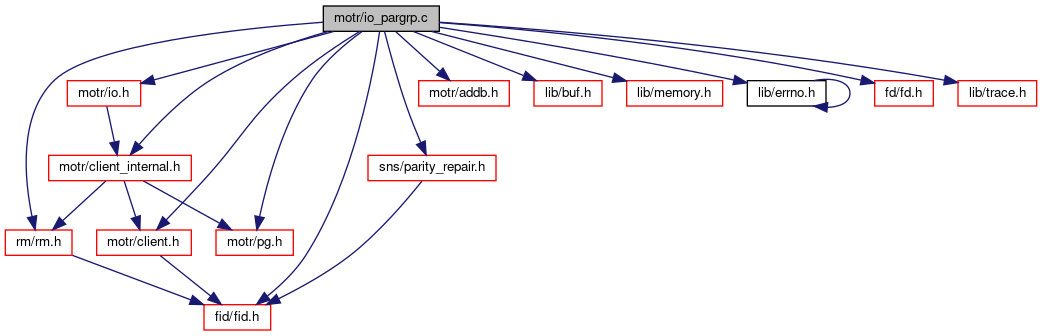 motr/io_pargrp.c
motr/io.h
motr/addb.h
lib/buf.h
lib/memory.h
lib/errno.h
fd/fd.h
lib/trace.h
motr/client_internal.h
sns/parity_repair.h
rm/rm.h
motr/client.h
motr/pg.h
fid/fid.h